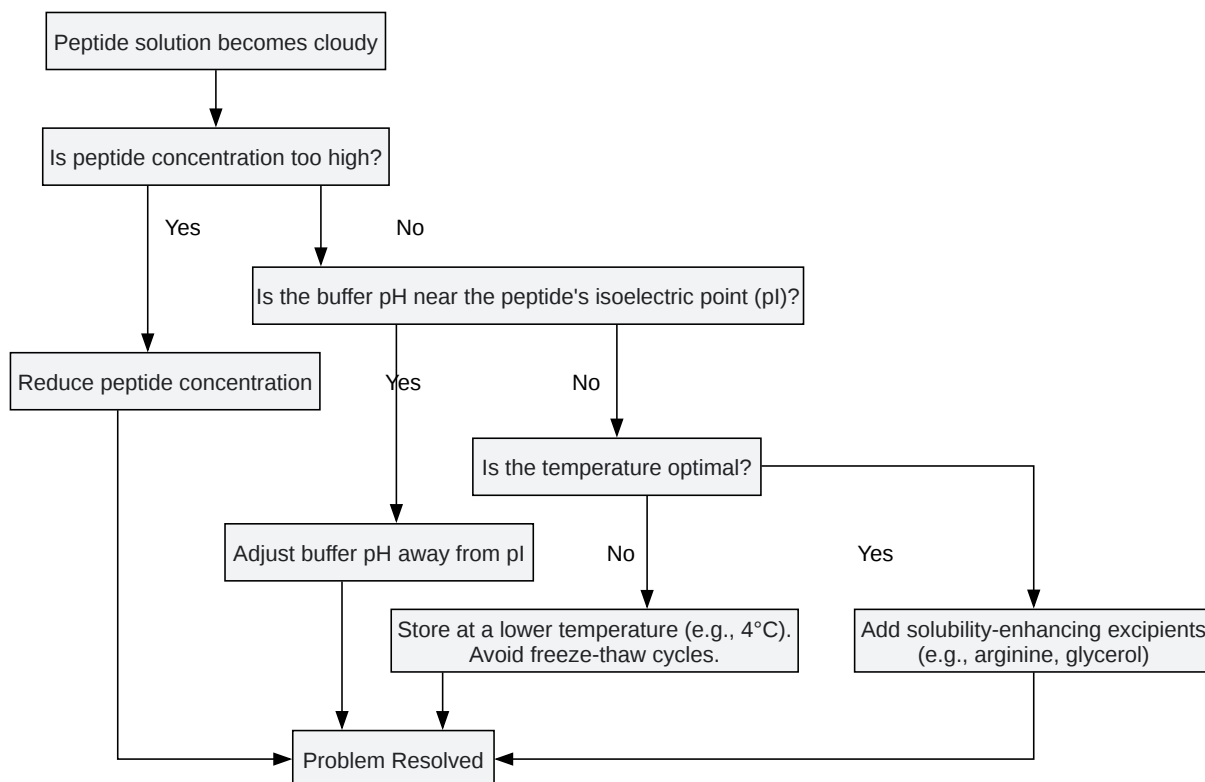 Peptide solution becomes cloudy
Is peptide concentration too high?
Yes
No
Is the buffer pH near the peptide's isoelectric point (pI)?
Reduce peptide concentration
Yes
No
Is the temperature optimal?
Adjust buffer pH away from pI
No
Yes
Store at a lower temperature (e.g., 4°C).
Avoid freeze-thaw cycles.
Add solubility-enhancing excipients
(e.g., arginine, glycerol)
Problem Resolved